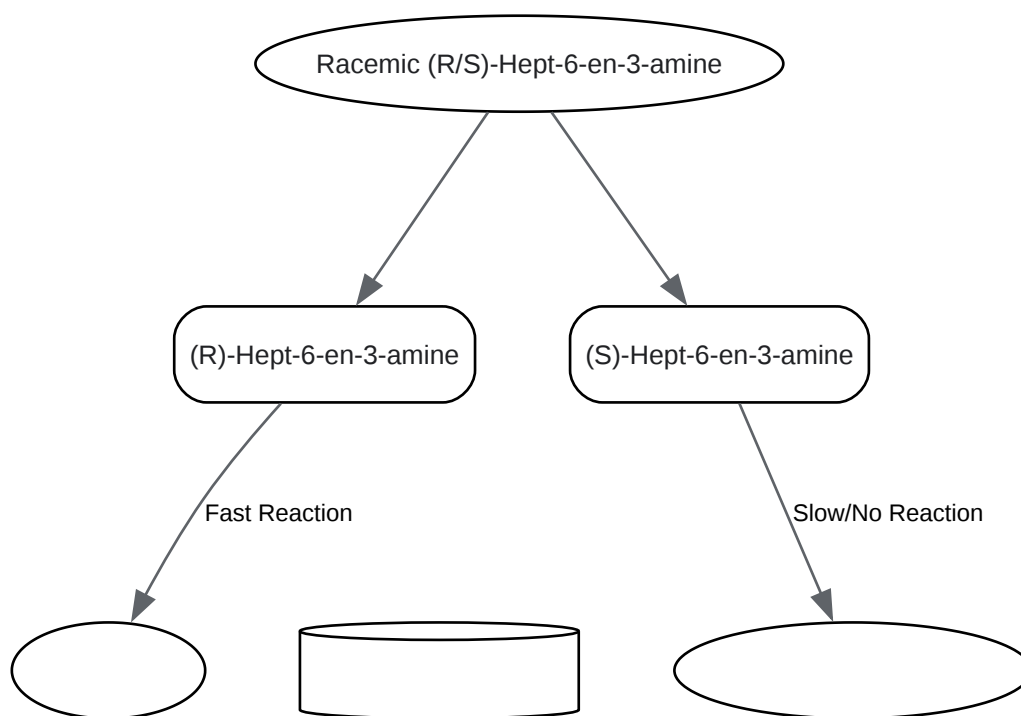 Racemic (R/S)-Hept-6-en-3-amine
(R)-Hept-6-en-3-amine
(S)-Hept-6-en-3-amine
Fast Reaction
Slow/No Reaction